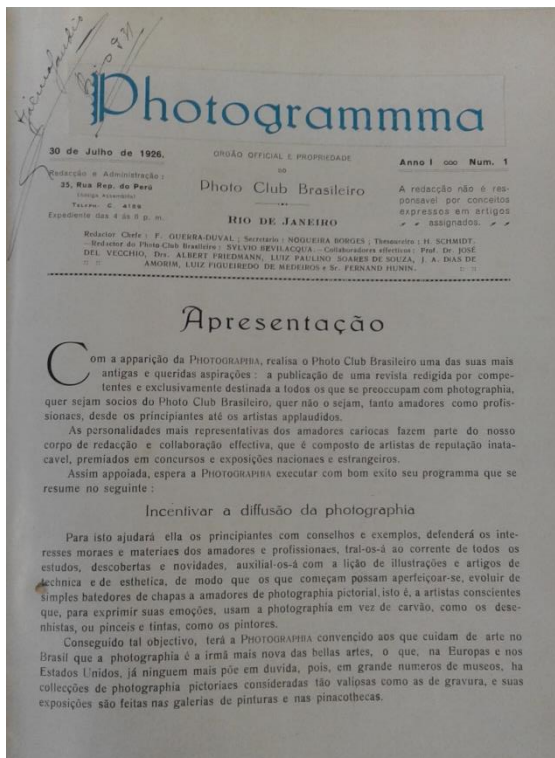 Photogrammma
30 de Julho de 1926.
Redacção e Administração:
35, Rua Rep. do Perú
TELEPH. C. 4196
Expediente das 4 ás 6 p. m.
ORGÃO OFFICIAL E PROPRIEDADE
DO
Photo Club Brasileiro
RIO DE JANEIRO
Anno I Num. 1
A redacção não é res-
ponsavel por conceitos
expressos em artigos
assignados.
Redactor Chefe: F. GUERRA-DUVAL; Secretario: NOGUEIRA BORGES; Thesoureiro: H. SCHMIDT.
—Redactor do Photo-Club Brasileiro: SYLVIO BEVILACQUA.—Collaboradores effectivos: Prof. Dr. JOSÉ
DEL VECCHIO, Drs. ALBERT FRIEDMANN, LUIZ PAULINO SOARES DE SOUZA, J. A. DIAS DE
AMORIM, LUIZ FIGUEIREDO DE MEDEIROS e Sr. FERNAND HUNIN.
Apresentação
Com a apparição da PHOTOGRAPHIA, realisa o Photo Club Brasileiro uma das suas mais
antigas e queridas aspirações: a publicação de uma revista redigida por compe-
tentes e exclusivamente destinada a todos os que se preoccupam com photographia,
quer sejam socios do Photo Club Brasileiro, quer não o sejam, tanto amadores como profis-
sionaes, desde os principiantes até os artistas applaudidos.
As personalidades mais representativas dos amadores cariocas fazem parte do nosso
corpo de redacção e collaboração effectiva, que é composto de artistas de reputação inata-
cavel, premiados em concursos e exposições nacionaes e estrangeiros.
Assim appoiada, espera a PHOTOGRAPHIA executar com bom exito seu programma que se
resume no seguinte:
Incentivar a diffusão da photographia
Para isto ajudará ella os principiantes com conselhos e exemplos, defenderá os inte-
resses moraes e materiaes dos amadores e profissionaes, tral-os-á ao corrente de todos os
estudos, descobertas e novidades, auxilial-os-á com a lição de illustrações e artigos de
technica e de esthetica, de modo que os que começam possam aperfeiçoar-se, evoluir de
simples batedores de chapas a amadores de photographia pictorial, isto é, a artistas conscientes
que, para exprimir suas emoções, usam a photographia em vez de carvão, como os dese-
nhistas, ou pinceis e tintas, como os pintores.
Conseguido tal objectivo, terá a PHOTOGRAPHIA convencido aos que cuidam de arte no
Brasil que a photographia é a irmã mais nova das bellas artes, o que, na Europa e nos
Estados Unidos, já ninguem mais põe em duvida, pois, em grande numeros de museos, ha
collecções de photographia pictoriaes consideradas tão valiosas como as de gravura, e suas
exposições são feitas nas galerias de pinturas e nas pinacothecas.